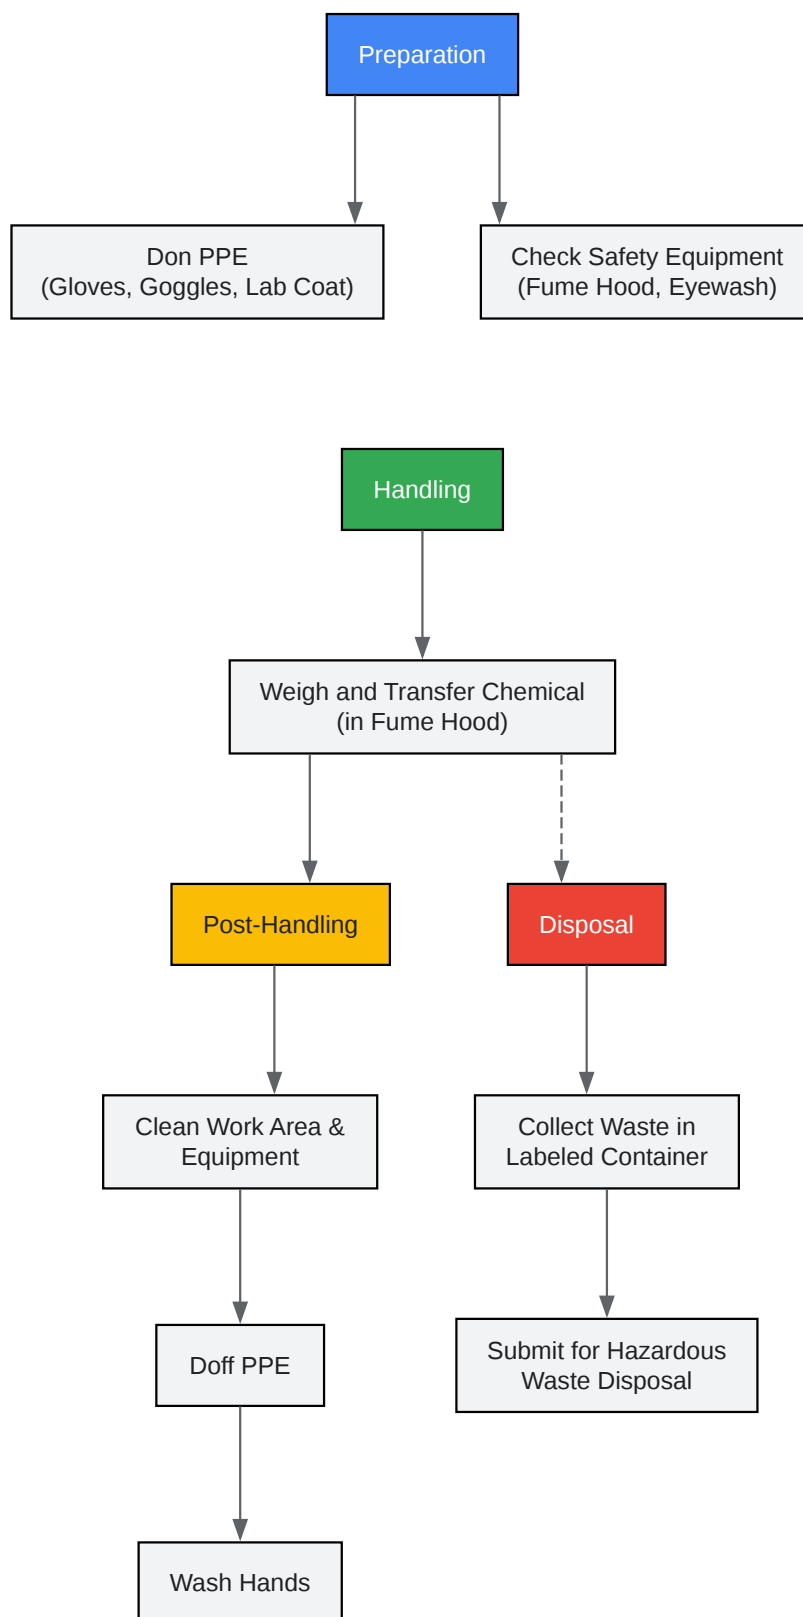 Preparation
Don PPE
(Gloves, Goggles, Lab Coat)
Check Safety Equipment
(Fume Hood, Eyewash)
Handling
Weigh and Transfer Chemical
(in Fume Hood)
Post-Handling
Disposal
Clean Work Area &
Equipment
Collect Waste in
Labeled Container
Doff PPE
Submit for Hazardous
Waste Disposal
Wash Hands